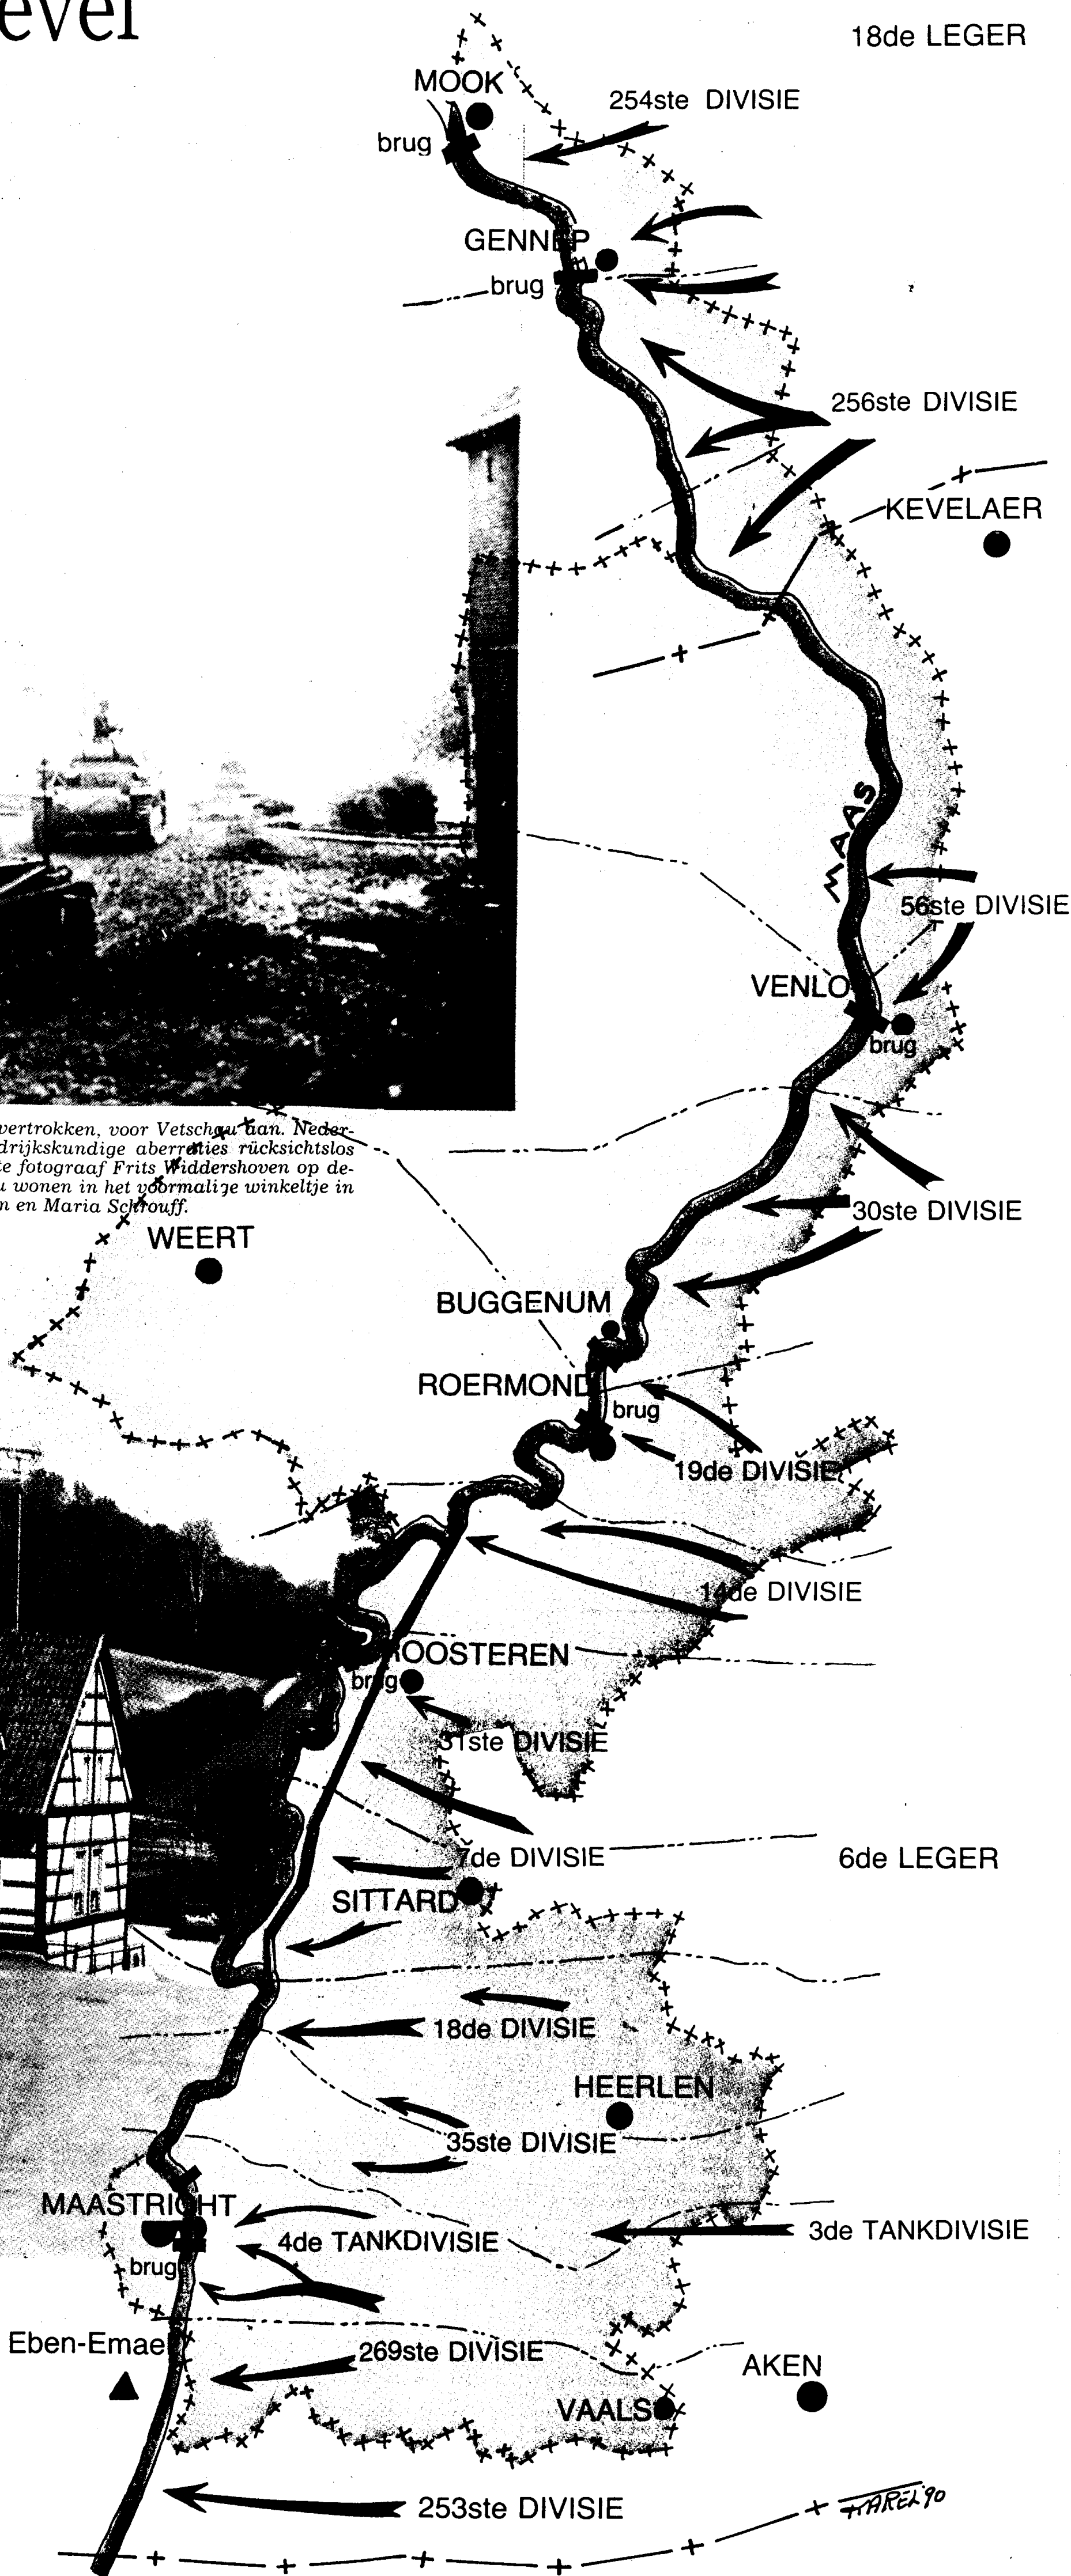 evel
18de LEGER
MOOK
254ste DIVISIE
brug
GENNEP
brug
256ste DIVISIE
KEVELAER
MAAS
56ste DIVISIE
VENLO
brug
vertrokken, voor Vetschau aan. Neder-
drijkskundige aberraties rücksichtslos
te fotograaf Frits Widdershoven op de-
u wonen in het voormalige winkeltje in
n en Maria Schrouff.
30ste DIVISIE
WEERT
BUGGENUM
ROERMOND
brug
19de DIVISIE
14de DIVISIE
ROOSTEREN
brug
31ste DIVISIE
7de DIVISIE
6de LEGER
SITTARD
18de DIVISIE
HEERLEN
35ste DIVISIE
MAASTRICHT
4de TANKDIVISIE
3de TANKDIVISIE
brug
Eben-Emael
269ste DIVISIE
AKEN
VAALS
253ste DIVISIE
HAREL '90